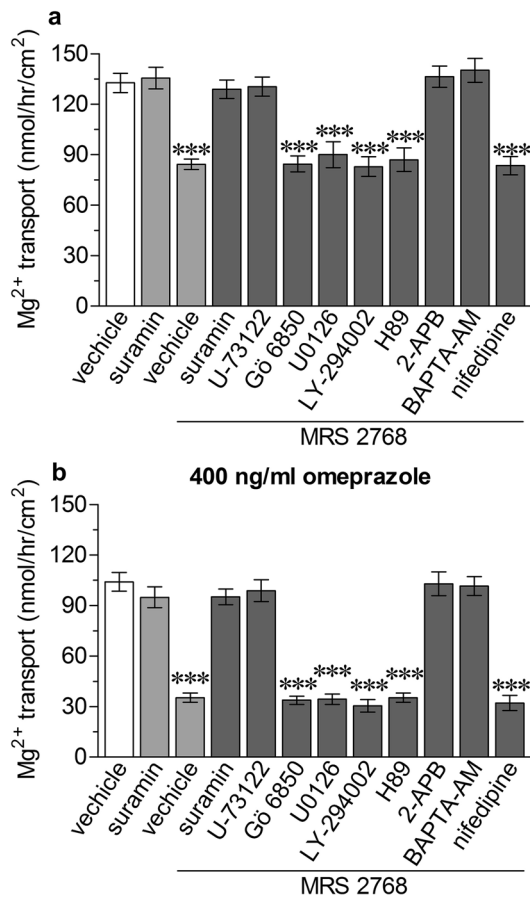 a
Mg2+ transport (nmol/hr/cm2)
150
120
90
60
30
0
***
***
***
***
***
***
vechicle
suramin
vechicle
suramin
U-73122
Gö 6850
U0126
LY-294002
H89
2-APB
BAPTA-AM
nifedipine
MRS 2768
b
400 ng/ml omeprazole
Mg2+ transport (nmol/hr/cm2)
150
120
90
60
30
0
***
***
***
***
***
***
vechicle
suramin
vechicle
suramin
U-73122
Gö 6850
U0126
LY-294002
H89
2-APB
BAPTA-AM
nifedipine
MRS 2768